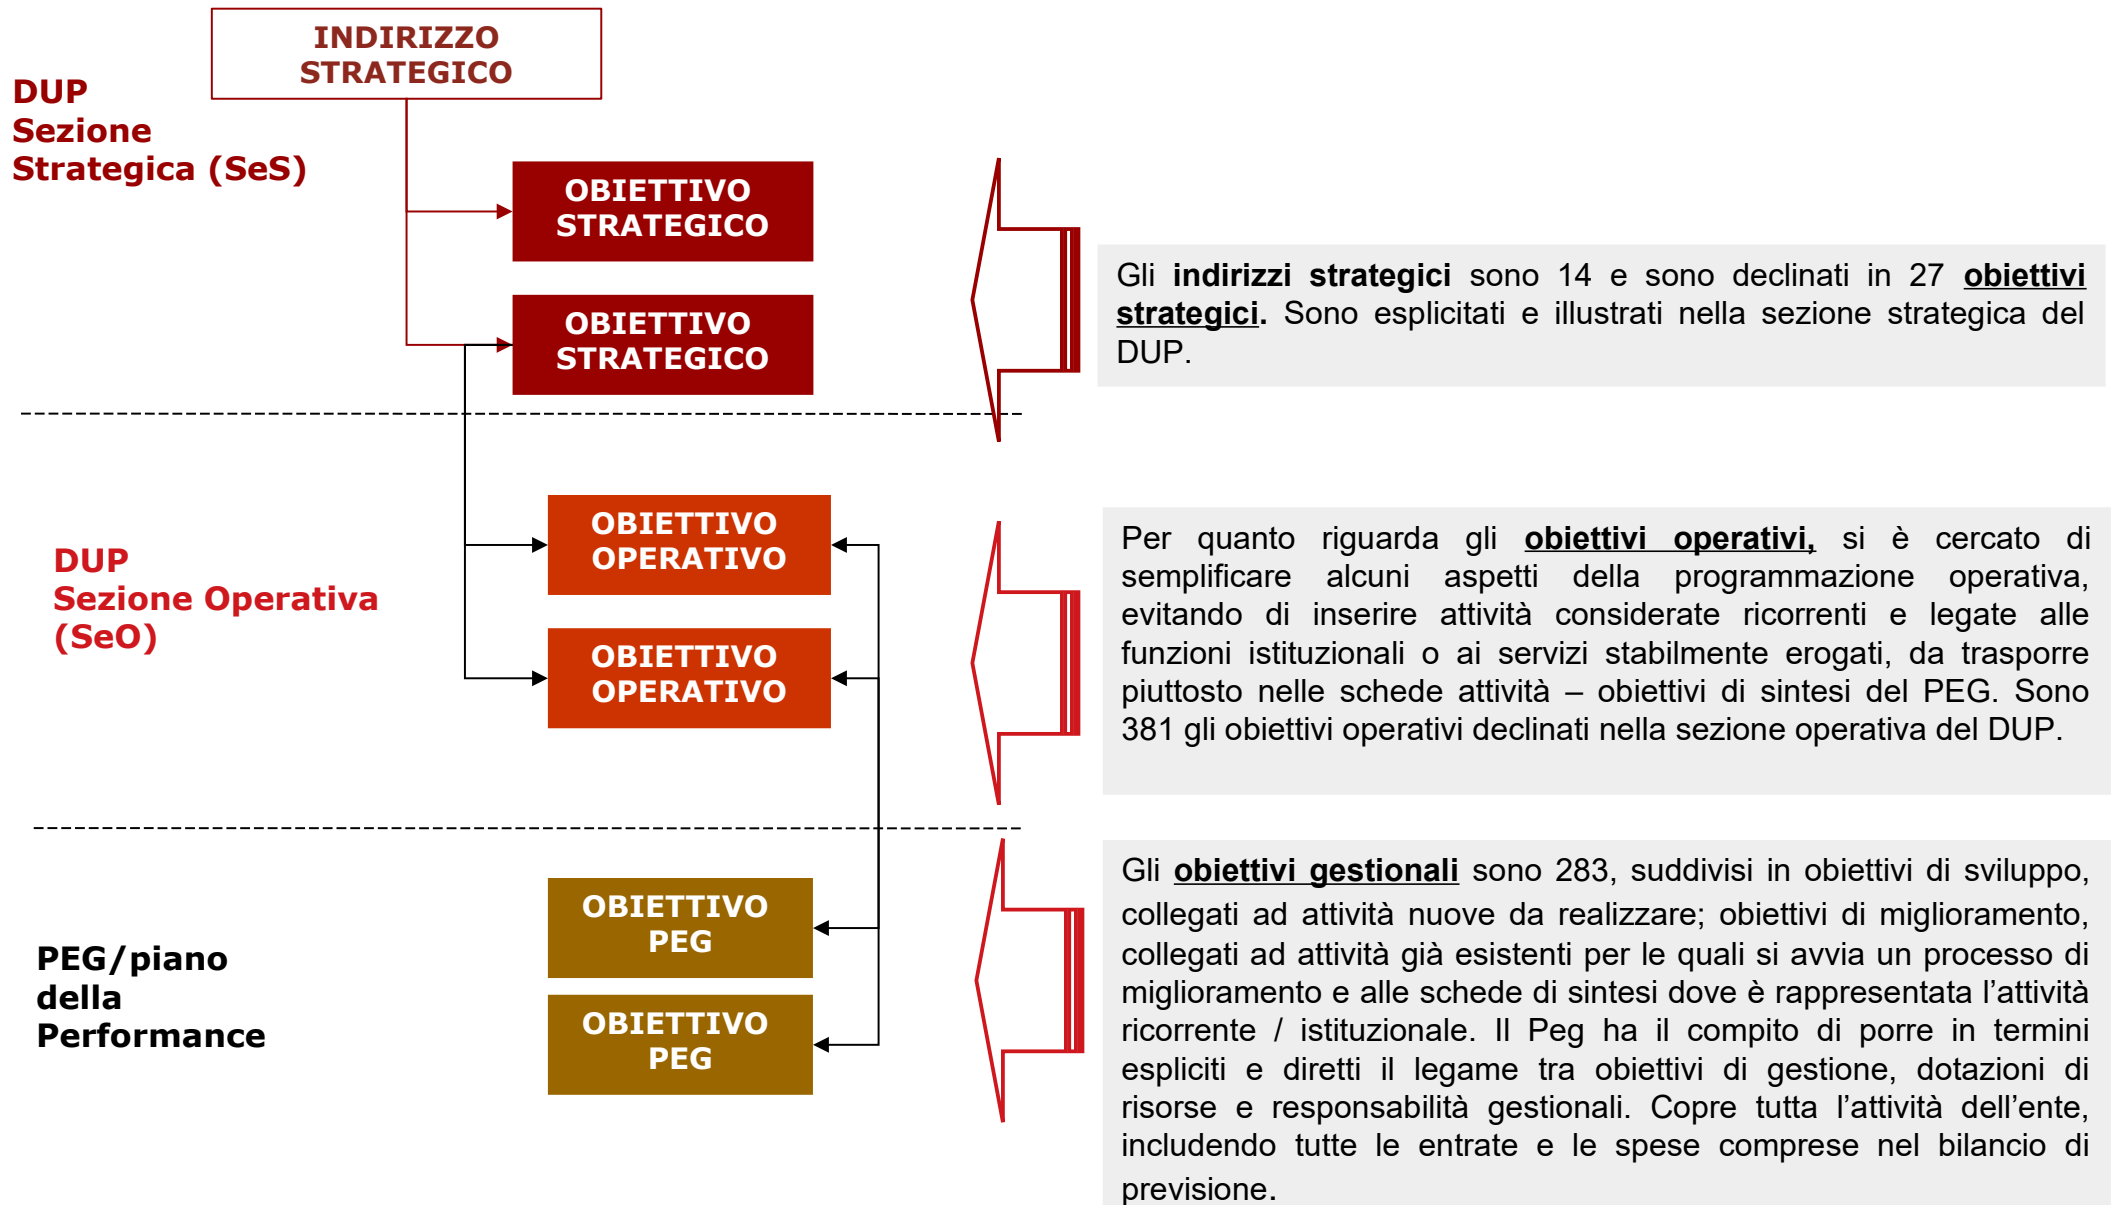 INDIRIZZO
STRATEGICO
DUP
Sezione
Strategica (SeS)
OBIETTIVO
STRATEGICO
OBIETTIVO
STRATEGICO
Gli indirizzi strategici sono 14 e sono declinati in 27 obiettivi
strategici. Sono esplicitati e illustrati nella sezione strategica del
DUP.
DUP
Sezione Operativa
(SeO)
OBIETTIVO
OPERATIVO
OBIETTIVO
OPERATIVO
Per quanto riguarda gli obiettivi operativi, si è cercato di
semplificare alcuni aspetti della programmazione operativa,
evitando di inserire attività considerate ricorrenti e legate alle
funzioni istituzionali o ai servizi stabilmente erogati, da trasporre
piuttosto nelle schede attività – obiettivi di sintesi del PEG. Sono
381 gli obiettivi operativi declinati nella sezione operativa del DUP.
PEG/piano
della
Performance
OBIETTIVO
PEG
OBIETTIVO
PEG
Gli obiettivi gestionali sono 283, suddivisi in obiettivi di sviluppo,
collegati ad attività nuove da realizzare; obiettivi di miglioramento,
collegati ad attività già esistenti per le quali si avvia un processo di
miglioramento e alle schede di sintesi dove è rappresentata l’attività
ricorrente / istituzionale. Il Peg ha il compito di porre in termini
espliciti e diretti il legame tra obiettivi di gestione, dotazioni di
risorse e responsabilità gestionali. Copre tutta l’attività dell’ente,
includendo tutte le entrate e le spese comprese nel bilancio di
previsione.